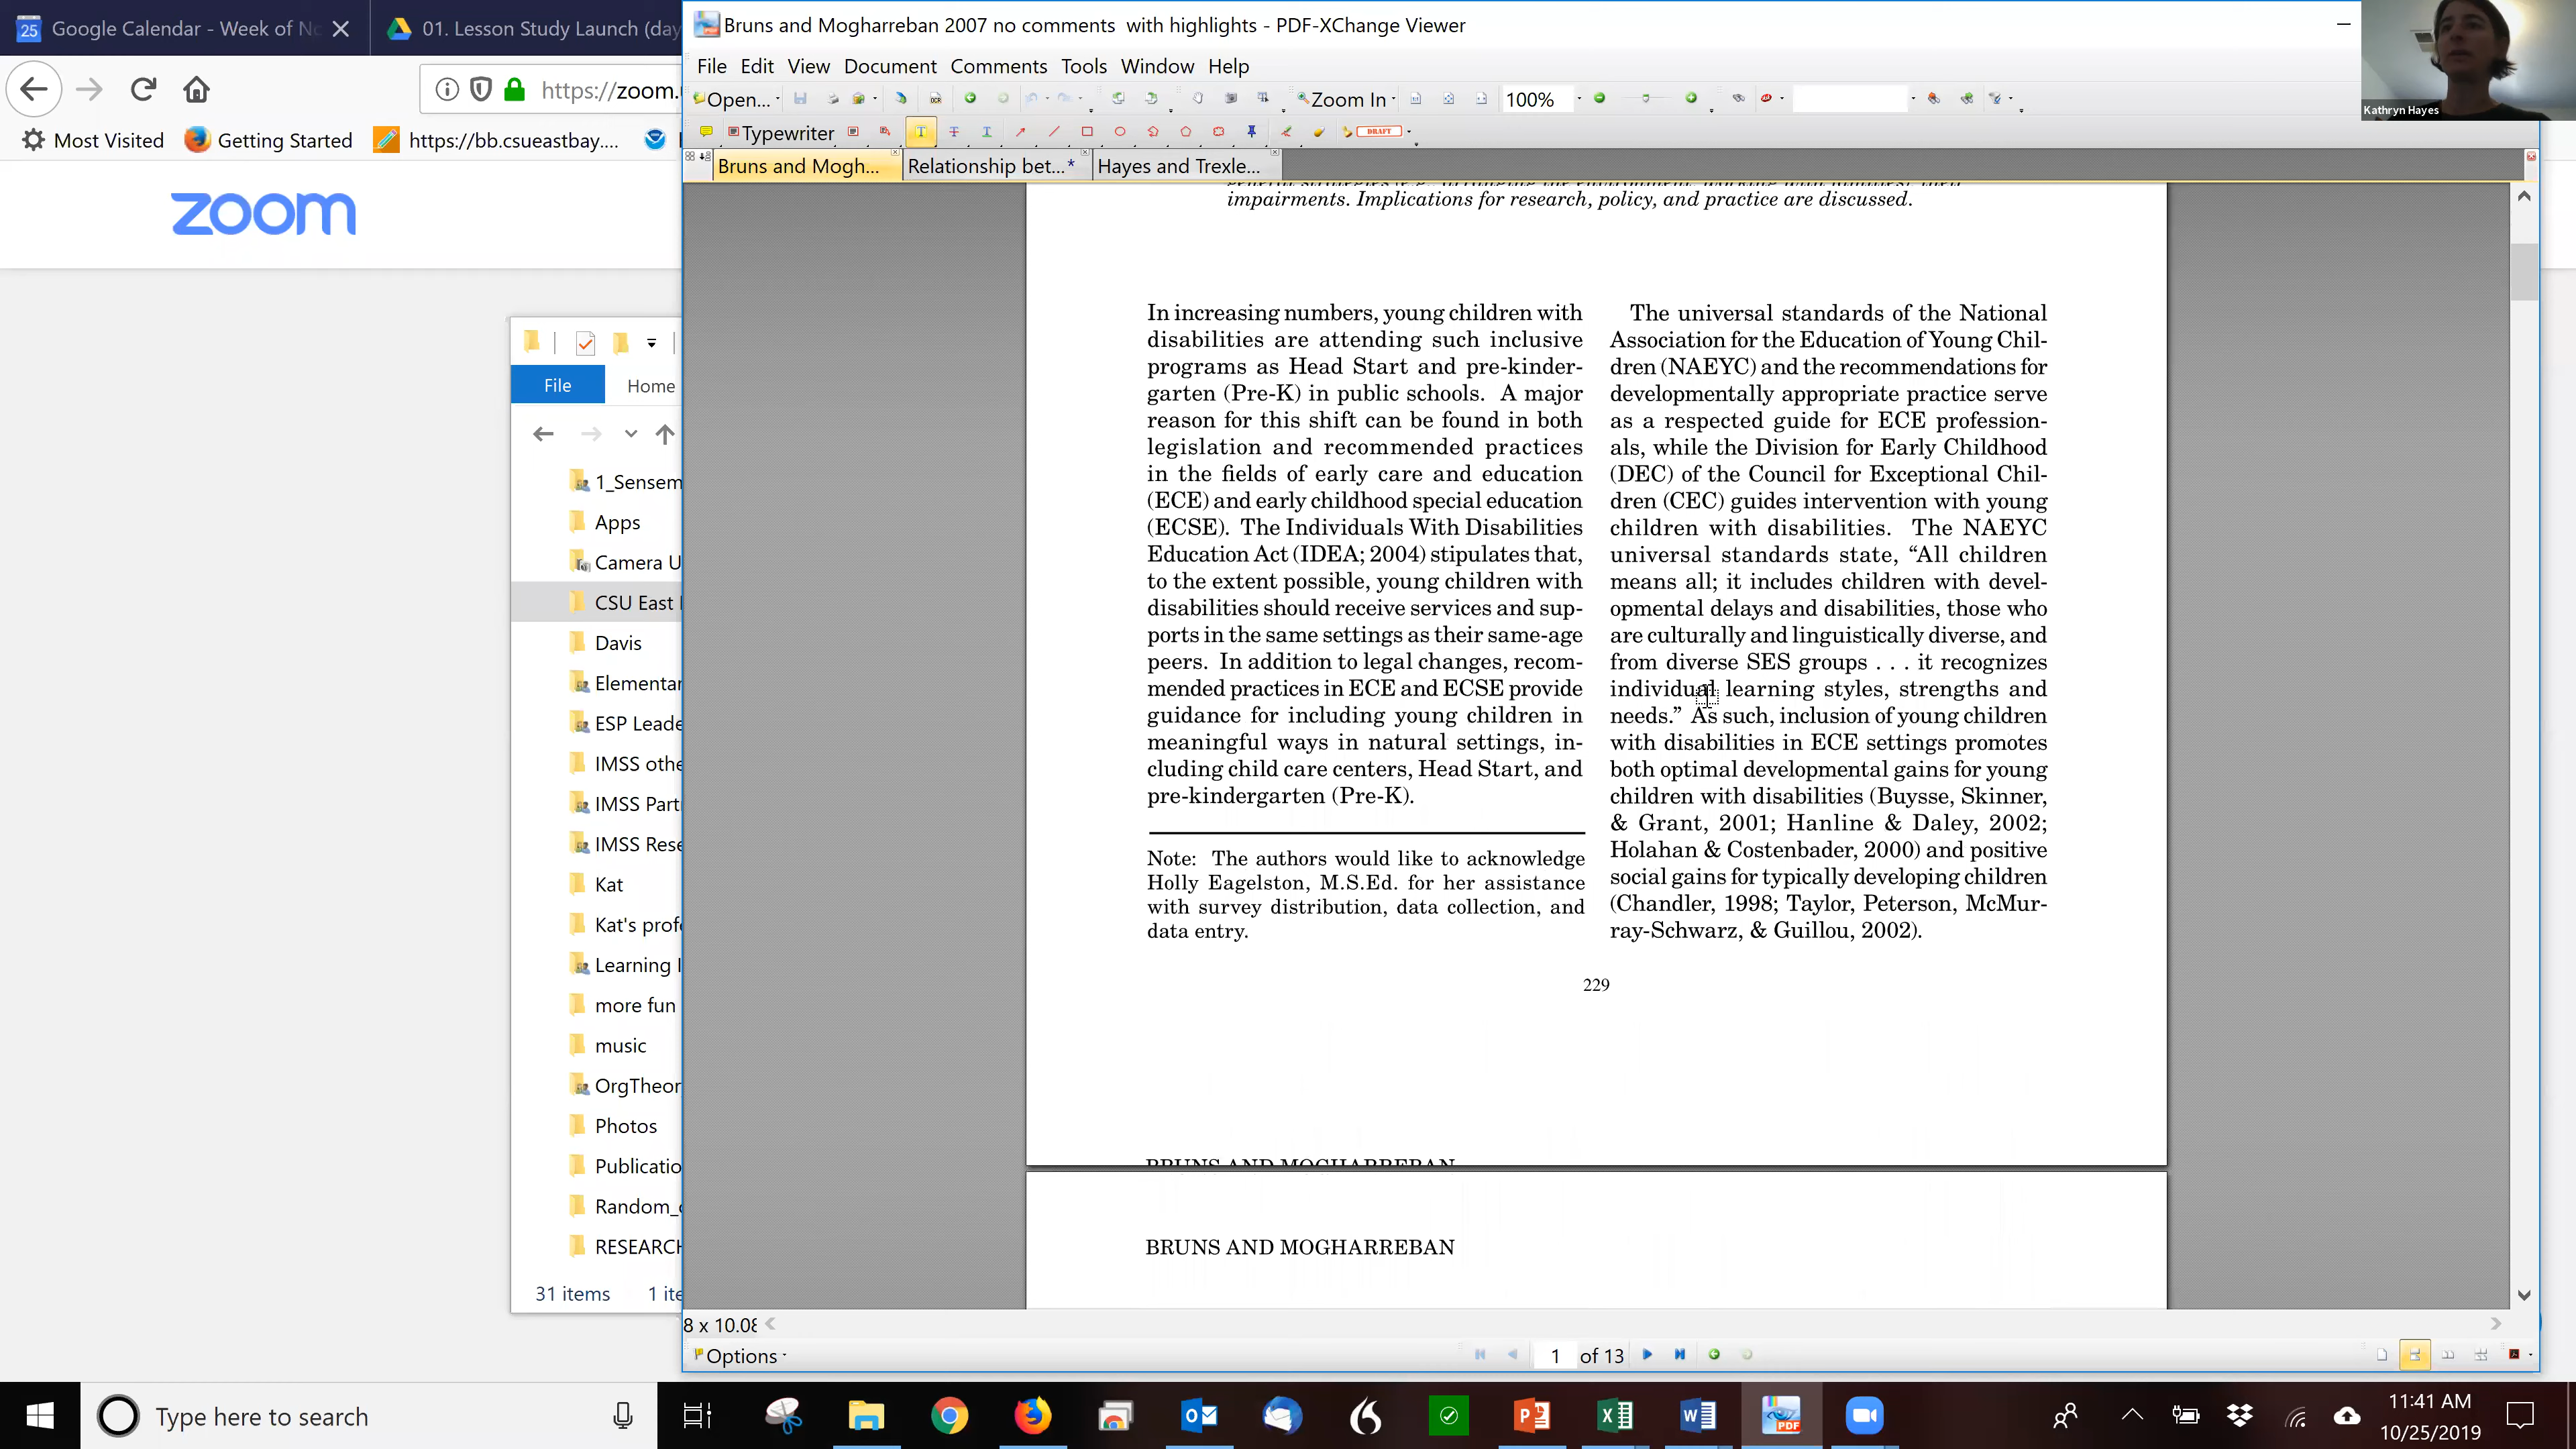 Google Calendar - Week of No
01. Lesson Study Launch (day
Bruns and Mogharreban 2007 no comments with highlights - PDF-XChange Viewer
File Edit View Document Comments Tools Window Help
https://zoom.
Open...
Zoom In
100%
Most Visited
Getting Started
https://bb.csueastbay....
Typewriter
DRAFT
Kathryn Hayes
Bruns and Mogh...
Relationship bet...*
Hayes and Trexle...
zoom
impairments. Implications for research, policy, and practice are discussed.
In increasing numbers, young children with
disabilities are attending such inclusive
programs as Head Start and pre-kinder-
garten (Pre-K) in public schools. A major
reason for this shift can be found in both
legislation and recommended practices
in the fields of early care and education
(ECE) and early childhood special education
(ECSE). The Individuals With Disabilities
Education Act (IDEA; 2004) stipulates that,
to the extent possible, young children with
disabilities should receive services and sup-
ports in the same settings as their same-age
peers. In addition to legal changes, recom-
mended practices in ECE and ECSE provide
guidance for including young children in
meaningful ways in natural settings, in-
cluding child care centers, Head Start, and
pre-kindergarten (Pre-K).
Note: The authors would like to acknowledge
Holly Eagelston, M.S.Ed. for her assistance
with survey distribution, data collection, and
data entry.
The universal standards of the National
Association for the Education of Young Chil-
dren (NAEYC) and the recommendations for
developmentally appropriate practice serve
as a respected guide for ECE profession-
als, while the Division for Early Childhood
(DEC) of the Council for Exceptional Chil-
dren (CEC) guides intervention with young
children with disabilities. The NAEYC
universal standards state, “All children
means all; it includes children with devel-
opmental delays and disabilities, those who
are culturally and linguistically diverse, and
from diverse SES groups . . . it recognizes
individual learning styles, strengths and
needs.” As such, inclusion of young children
with disabilities in ECE settings promotes
both optimal developmental gains for young
children with disabilities (Buysse, Skinner,
& Grant, 2001; Hanline & Daley, 2002;
Holahan & Costenbader, 2000) and positive
social gains for typically developing children
(Chandler, 1998; Taylor, Peterson, McMur-
ray-Schwarz, & Guillou, 2002).
229
BRUNS AND MOGHARREBAN
BRUNS AND MOGHARREBAN
File
Home
1_Sensem
Apps
Camera U
CSU East
Davis
Elementar
ESP Leade
IMSS othe
IMSS Part
IMSS Rese
Kat
Kat's profe
Learning I
more fun
music
OrgTheor
Photos
Publicatio
Random_
RESEARCH
31 items
1 ite
8 x 10.08
Options
1 of 13
Type here to search
11:41 AM
10/25/2019